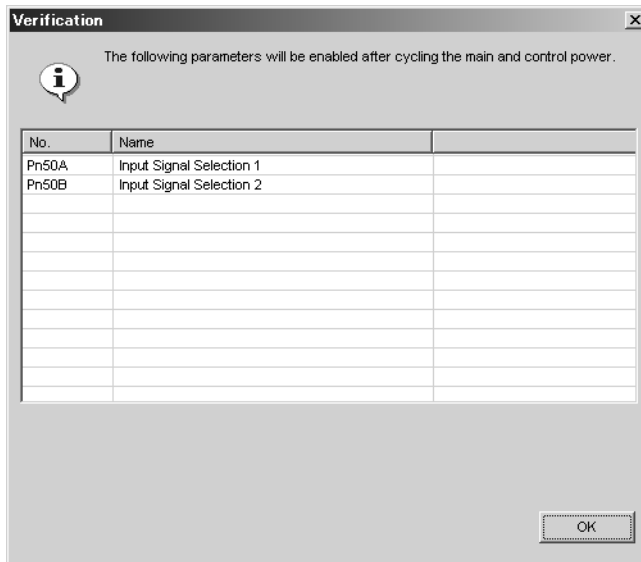 Verification
The following parameters will be enabled after cycling the main and control power.
No. Name
Pn50A Input Signal Selection 1
Pn50B Input Signal Selection 2
OK